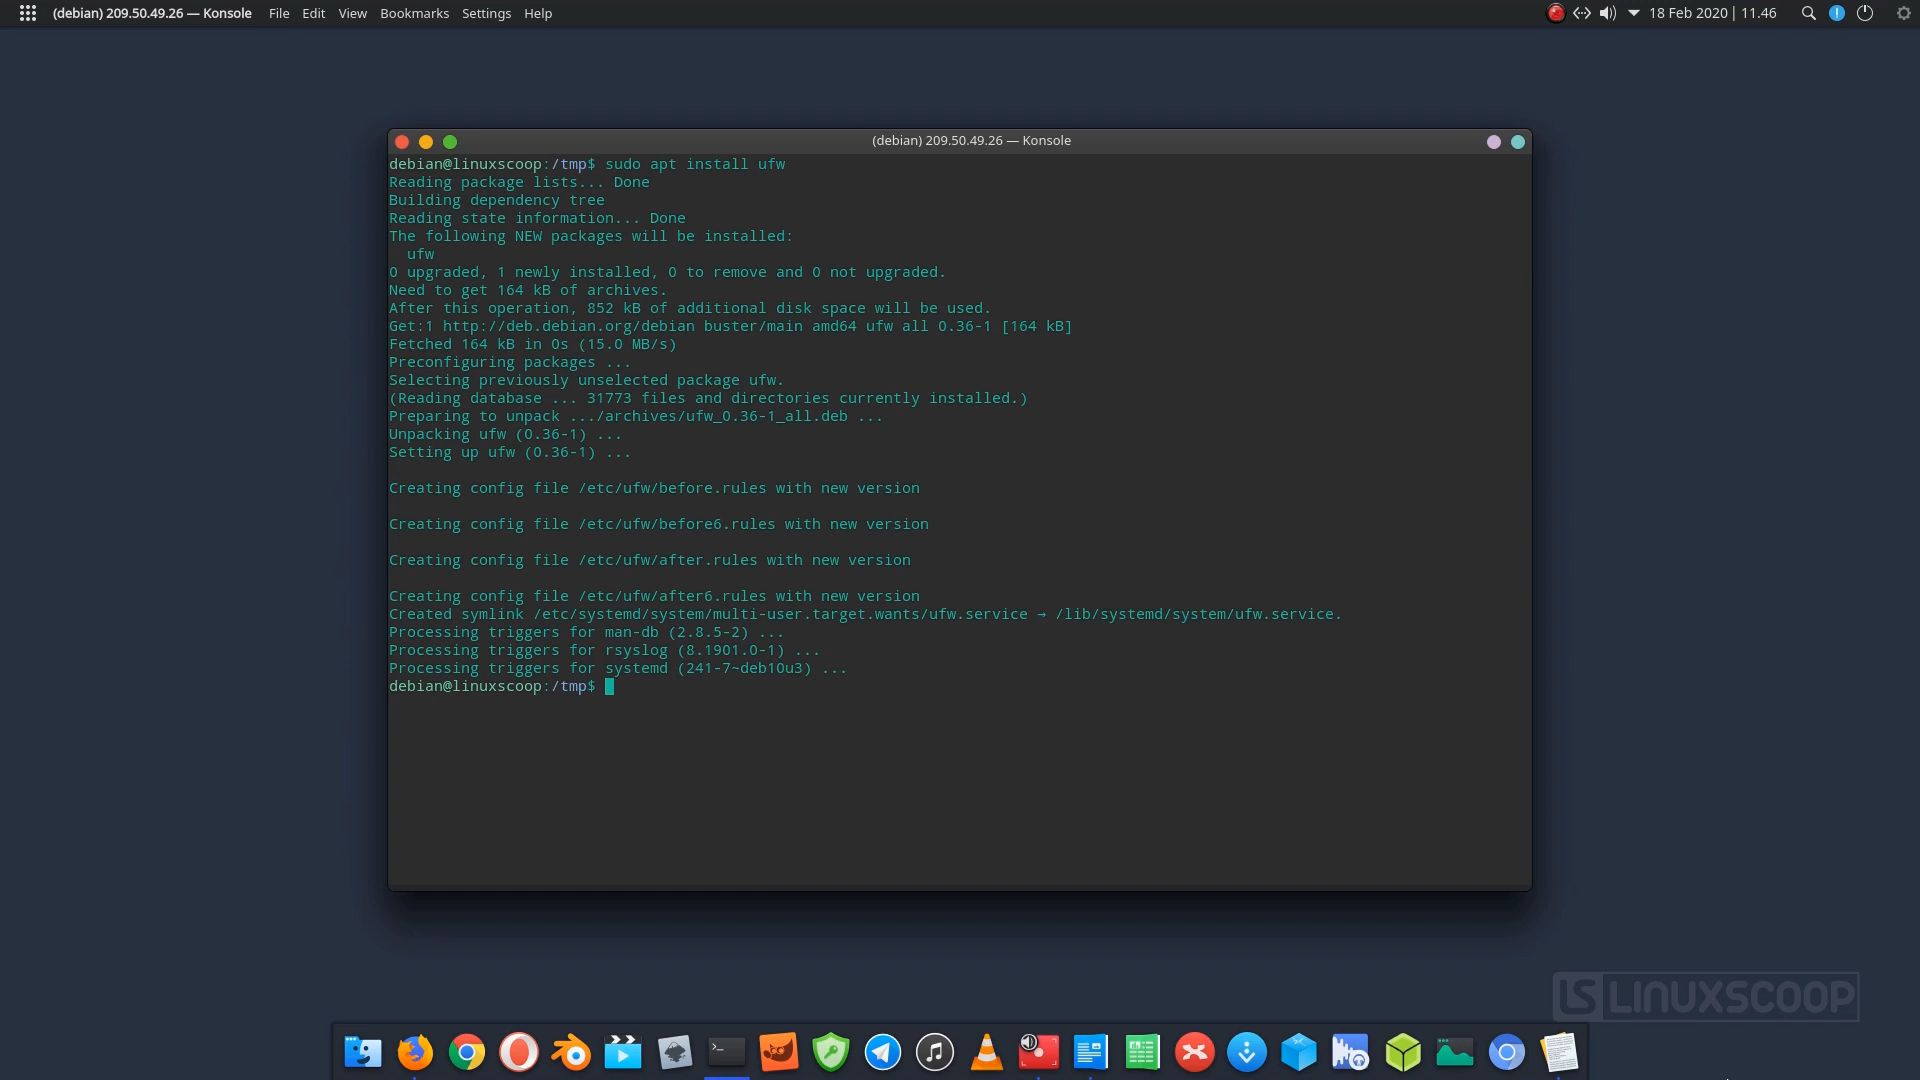 (debian) 209.50.49.26 — Konsole File Edit View Bookmarks Settings Help 18 Feb 2020 | 11.46
(debian) 209.50.49.26 — Konsole
debian@linuxscoop:/tmp$ sudo apt install ufw
Reading package lists... Done
Building dependency tree
Reading state information... Done
The following NEW packages will be installed:
ufw
0 upgraded, 1 newly installed, 0 to remove and 0 not upgraded.
Need to get 164 kB of archives.
After this operation, 852 kB of additional disk space will be used.
Get:1 http://deb.debian.org/debian buster/main amd64 ufw all 0.36-1 [164 kB]
Fetched 164 kB in 0s (15.0 MB/s)
Preconfiguring packages ...
Selecting previously unselected package ufw.
(Reading database ... 31773 files and directories currently installed.)
Preparing to unpack .../archives/ufw_0.36-1_all.deb ...
Unpacking ufw (0.36-1) ...
Setting up ufw (0.36-1) ...
Creating config file /etc/ufw/before.rules with new version
Creating config file /etc/ufw/before6.rules with new version
Creating config file /etc/ufw/after.rules with new version
Creating config file /etc/ufw/after6.rules with new version
Created symlink /etc/systemd/system/multi-user.target.wants/ufw.service → /lib/systemd/system/ufw.service.
Processing triggers for man-db (2.8.5-2) ...
Processing triggers for rsyslog (8.1901.0-1) ...
Processing triggers for systemd (241-7~deb10u3) ...
debian@linuxscoop:/tmp$
LS LINUXSCOOP